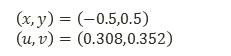 (x, y) = (−0.5,0.5)
(u, v) = (0.308,0.352)